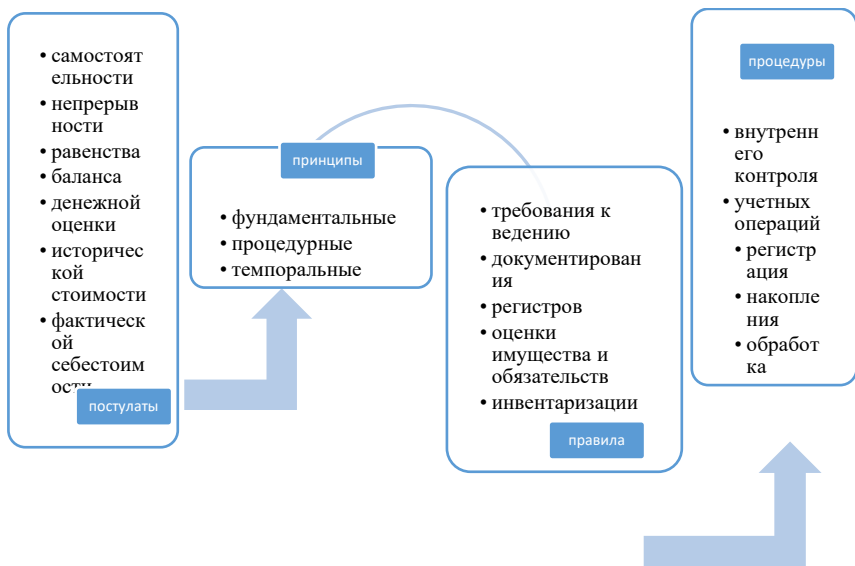 • самостоят
ельности
• непрерыв
ности
• равенства
• баланса
• денежной
оценки
• историчес
кой
стоимости
• фактическ
ой
себестоим
ости
постулаты
принципы
• фундаментальные
• процедурные
• темпоральные
• требования к
ведению
• документирован
ия
• регистров
• оценки
имущества и
обязательств
• инвентаризации
правила
процедуры
• внутренн
его
контроля
• учетных
операций
• регистр
ация
• накопле
ния
• обработ
ка